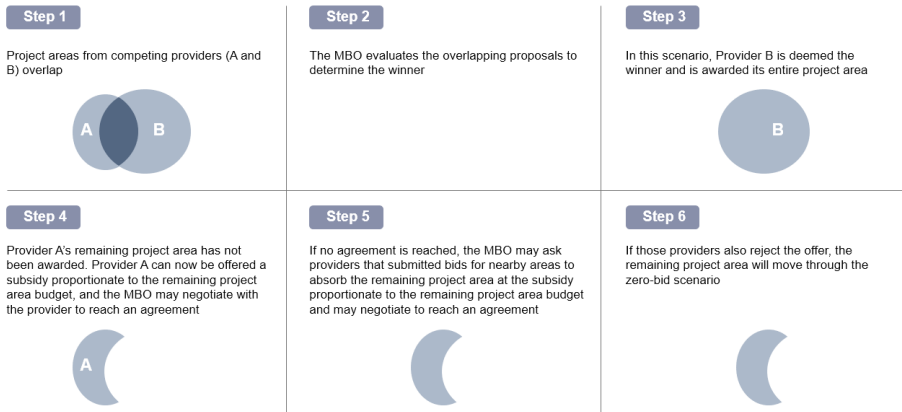 Step 1
Project areas from competing providers (A and
B) overlap
A
B
Step 2
The MBO evaluates the overlapping proposals to
determine the winner
Step 3
In this scenario, Provider B is deemed the
winner and is awarded its entire project area
B
Step 4
Provider A's remaining project area has not
been awarded. Provider A can now be offered a
subsidy proportionate to the remaining project
area budget, and the MBO may negotiate with
the provider to reach an agreement
A
Step 5
If no agreement is reached, the MBO may ask
providers that submitted bids for nearby areas to
absorb the remaining project area at the subsidy
proportionate to the remaining project area budget
and may negotiate to reach an agreement
Step 6
If those providers also reject the offer, the
remaining project area will move through the
zero-bid scenario